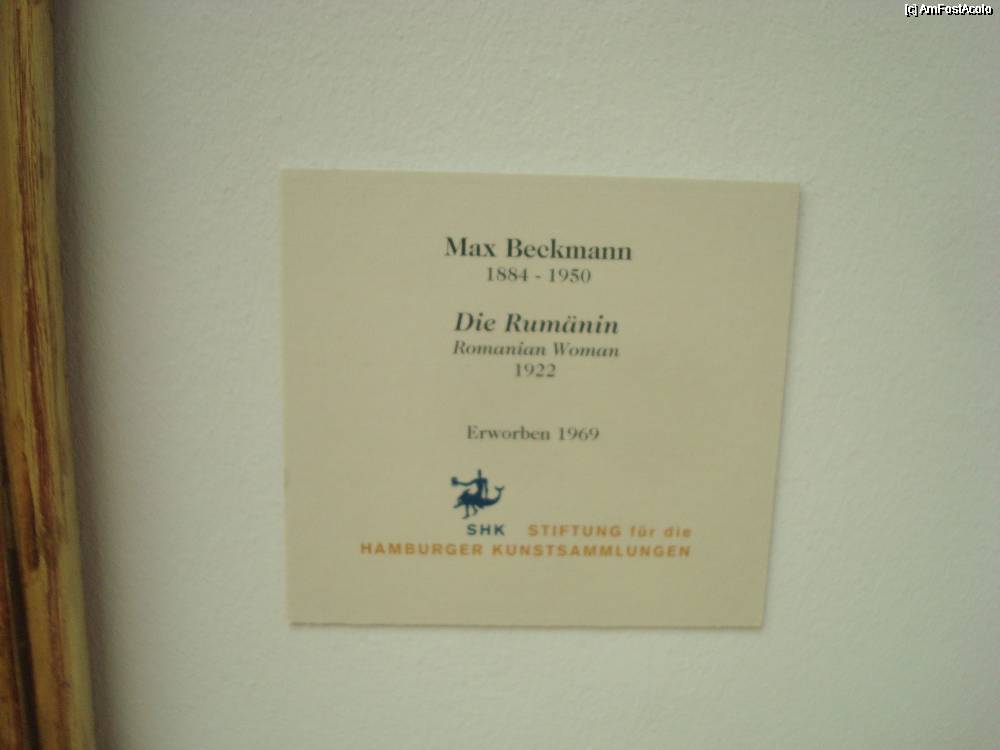 (c) AmFostAcolo
Max Beckmann
1884 - 1950
Die Rumänin
Romanian Woman
1922
Erworben 1969
SHK STIFTUNG für die
HAMBURGER KUNSTSAMMLUNGEN